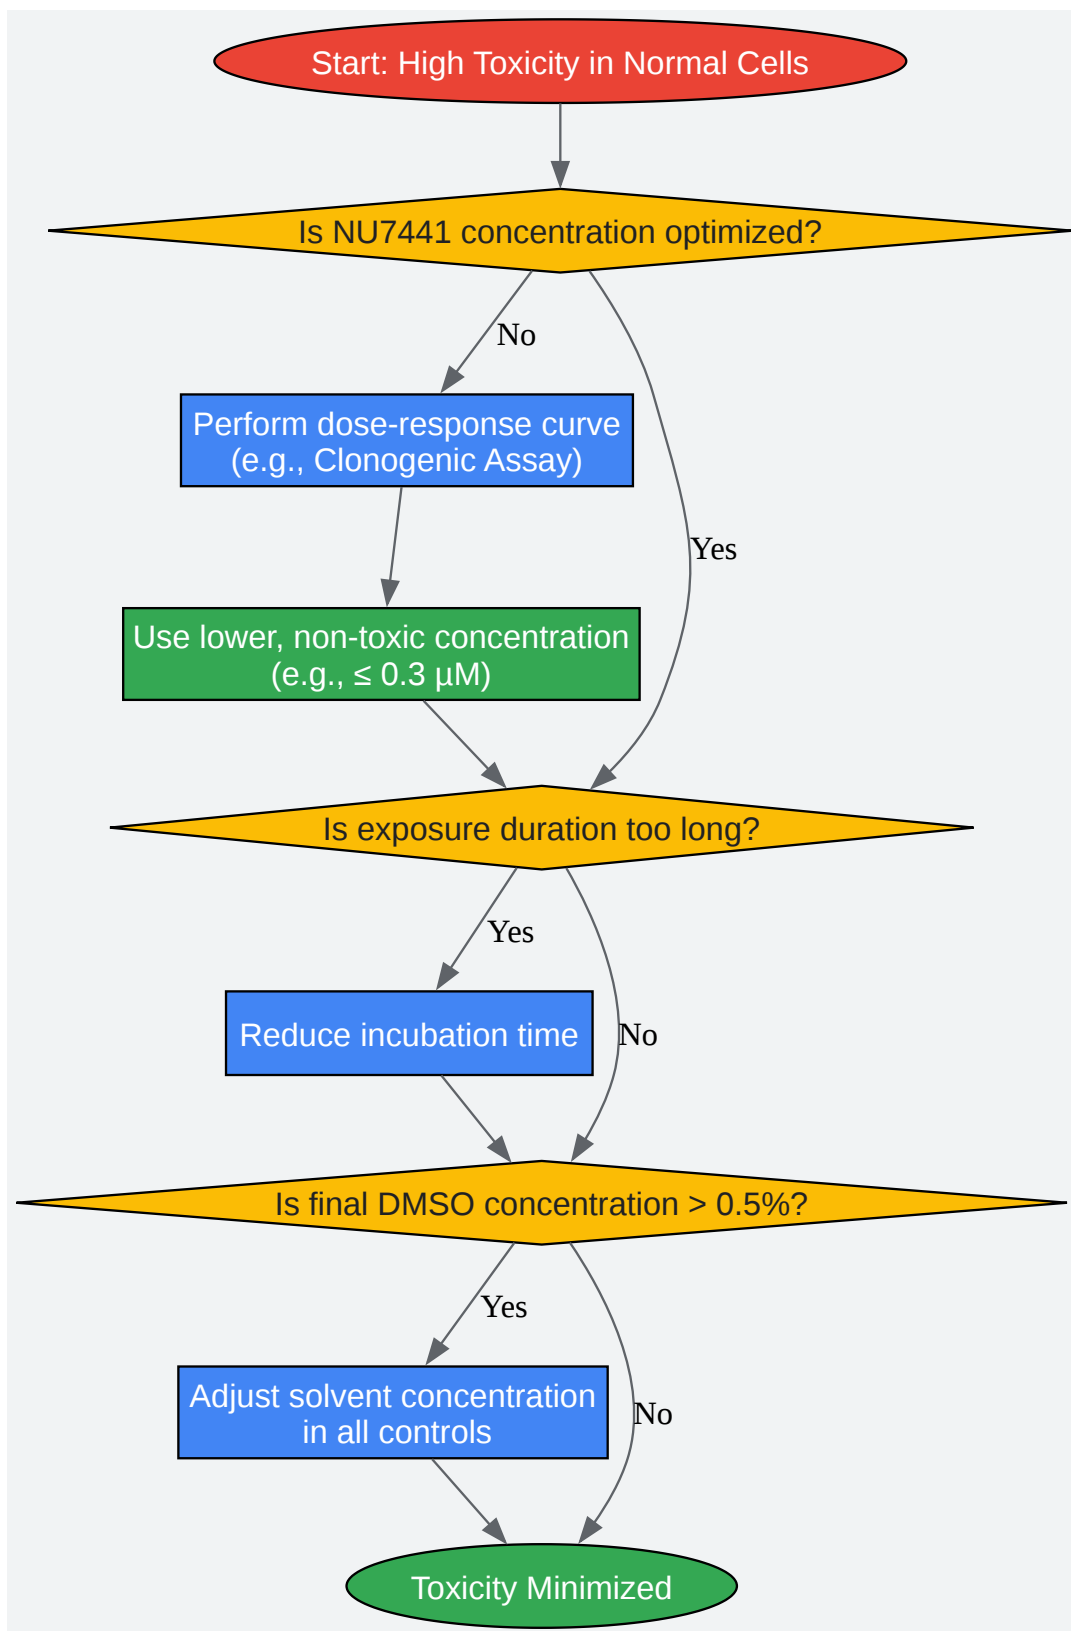 Start: High Toxicity in Normal Cells
Is NU7441 concentration optimized?
No
Perform dose-response curve
(e.g., Clonogenic Assay)
Yes
Use lower, non-toxic concentration
(e.g., ≤ 0.3 µM)
Is exposure duration too long?
Yes
Reduce incubation time
No
Is final DMSO concentration > 0.5%?
Yes
Adjust solvent concentration
in all controls
No
Toxicity Minimized